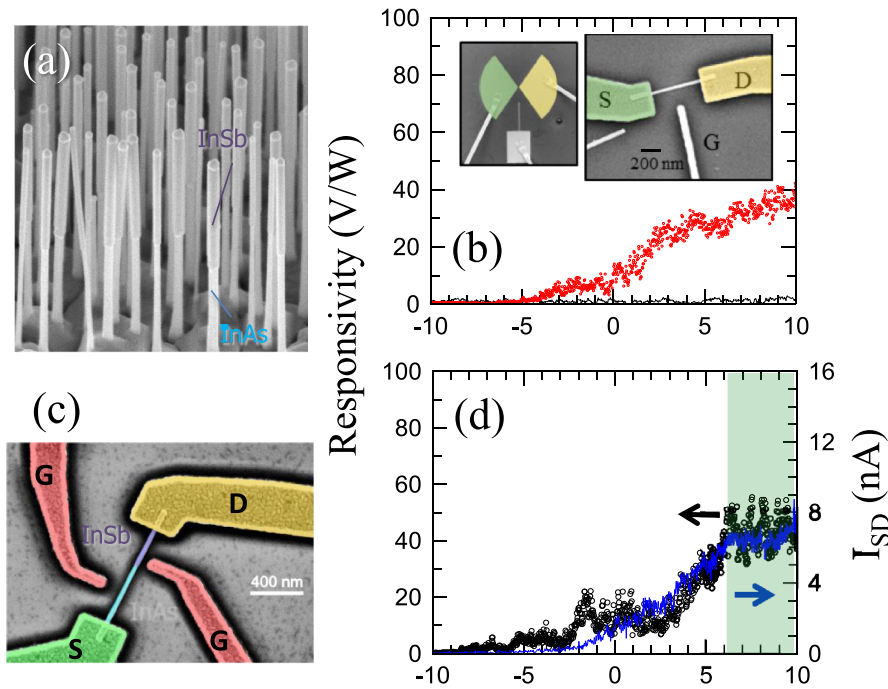 (a)
InSb
InAs
Responsivity (V/W)
100
80
60
40
20
0
-10
-5
0
5
10
S
D
G
200 nm
(b)
(c)
G
D
InSb
400 nm
InAs
S
G
100
80
60
40
20
0
-10
-5
0
5
10
(d)
16
12
8
4
0
I_SD (nA)